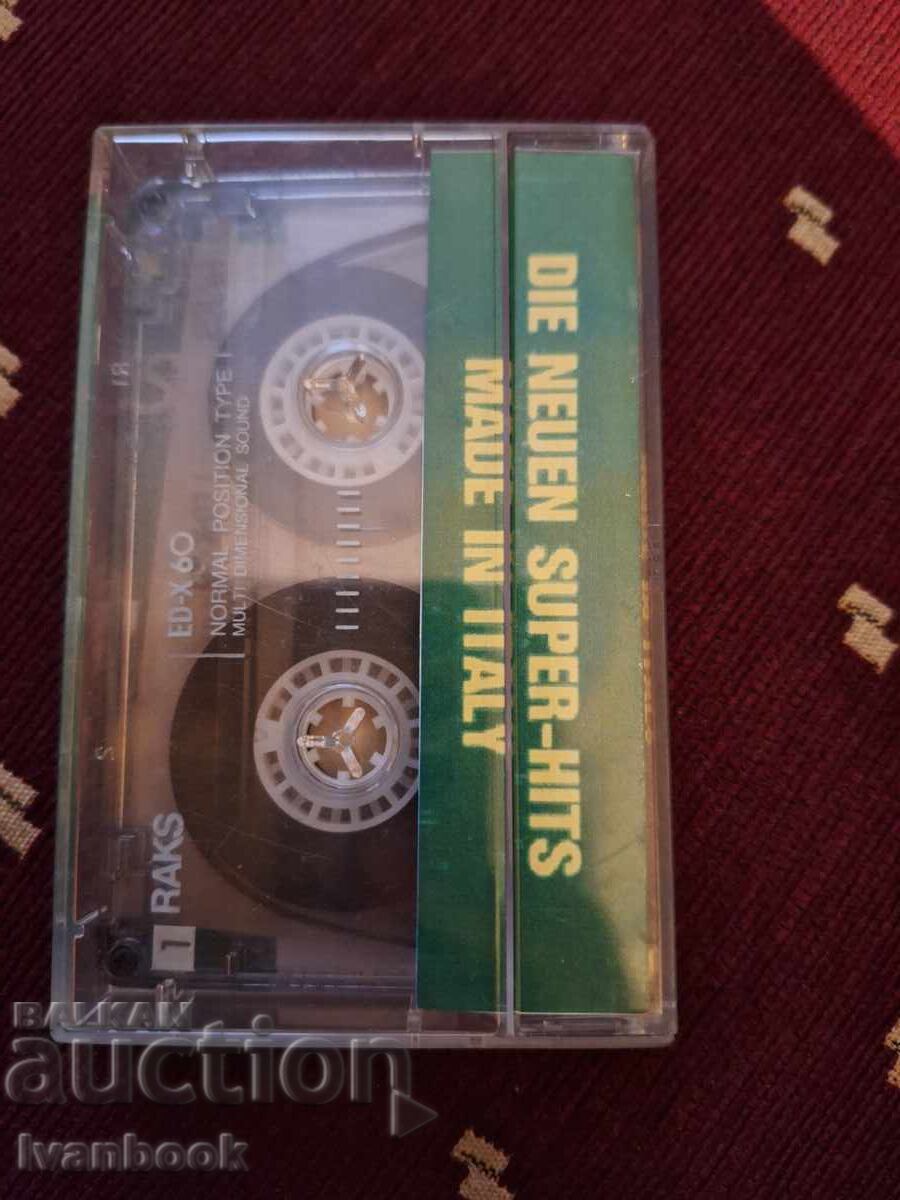 DIE NEUEN SUPER-HITS
MADE IN ITALY
ED-X 60
NORMAL POSITION TYPE I
MULTI DIMENSIONAL SOUND
1 RAKS
BALKAN
auction
Ivanbook